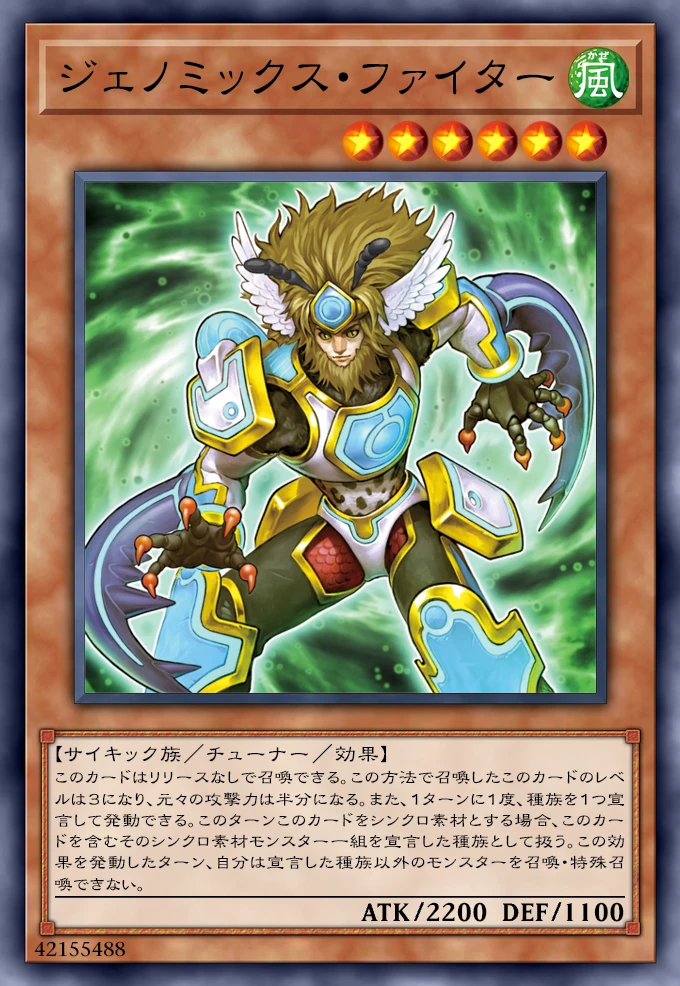 ジェノミックス・ファイター
かぜ
風
【サイキック族／チューナー／効果】
このカードはリリースなしで召喚できる。この方法で召喚したこのカードのレベ
ルは３になり、元々の攻撃力は半分になる。また、１ターンに１度、種族を１つ宣
言して発動できる。このターンこのカードをシンクロ素材とする場合、このカー
ドを含むそのシンクロ素材モンスター一組を宣言した種族として扱う。この効
果を発動したターン、自分は宣言した種族以外のモンスターを召喚・特殊召
喚できない。
ATK/2200 DEF/1100
42155488